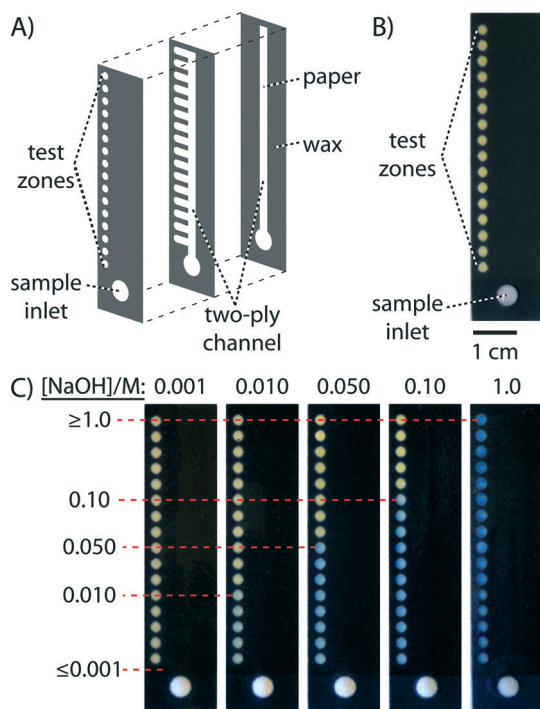 A)
B)
test
zones
sample
inlet
paper
wax
two-ply
channel
test
zones
sample
inlet
1 cm
C) [NaOH]/M: 0.001 0.010 0.050 0.10 1.0
≥1.0
0.10
0.050
0.010
≤0.001